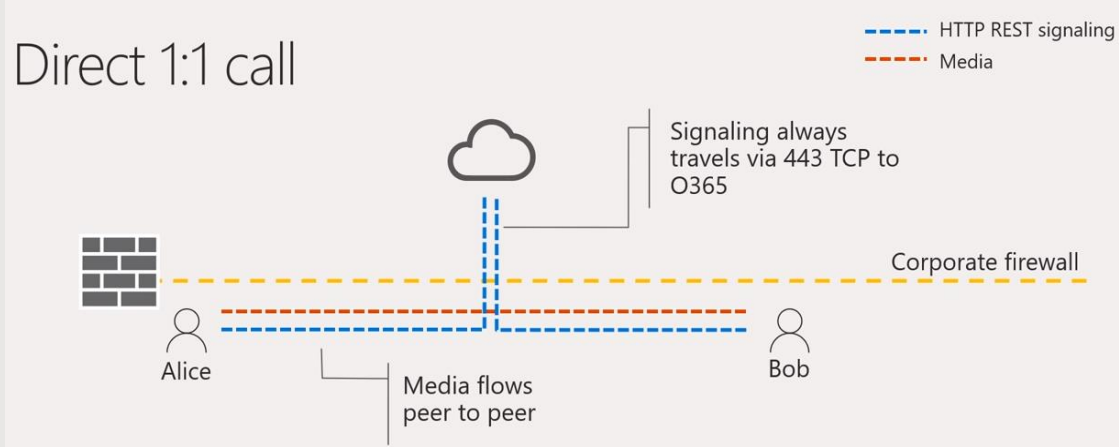 Direct 1:1 call
HTTP REST signaling
Media
Signaling always
travels via 443 TCP to
O365
Corporate firewall
Alice
Bob
Media flows
peer to peer